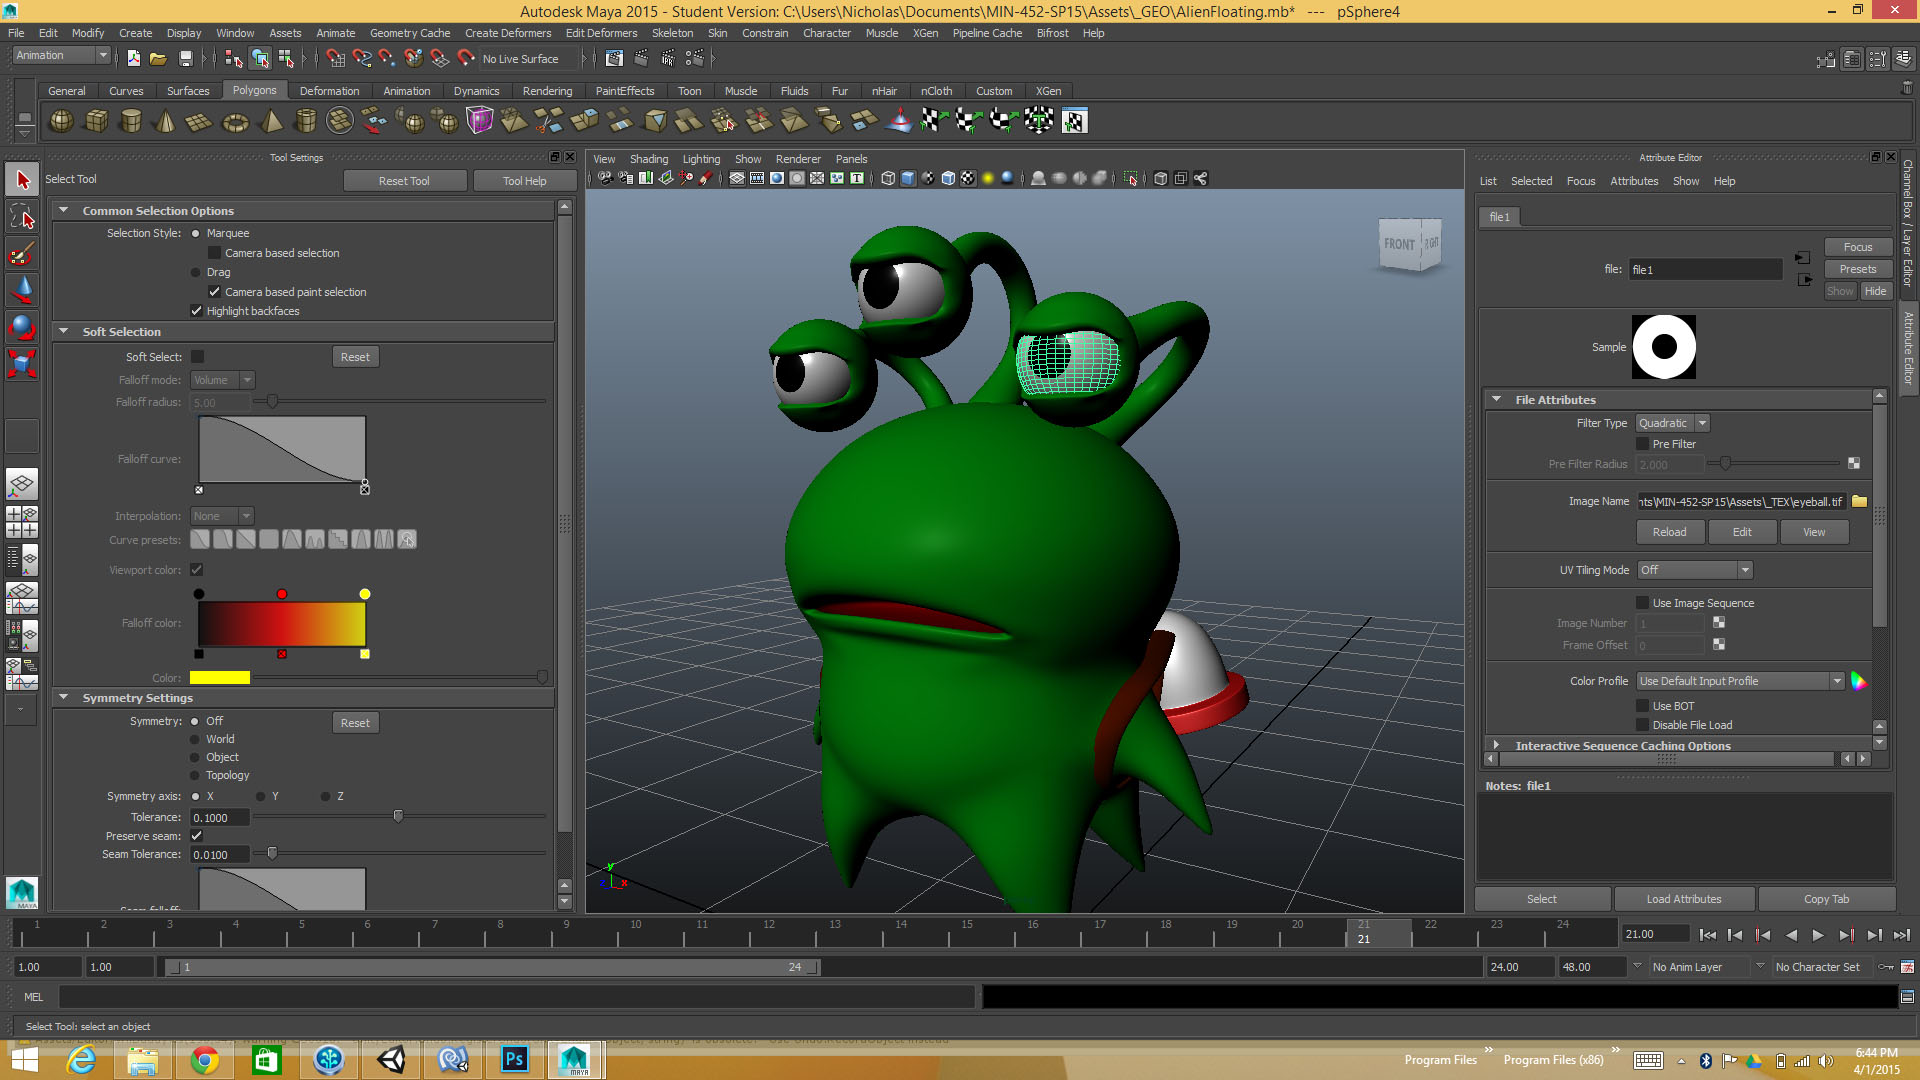 Autodesk Maya 2015 - Student Version: C:\Users\Nicholas\Documents\MIN-452-SP15\Assets\_GEO\AlienFloating.mb* --- pSphere4
File Edit Modify Create Display Window Assets Animate Geometry Cache Create Deformers Edit Deformers Skeleton Skin Constrain Character Muscle XGen Pipeline Cache Bifrost Help
Animation No Live Surface
General Curves Surfaces Polygons Deformation Animation Dynamics Rendering PaintEffects Toon Muscle Fluids Fur nHair nCloth Custom XGen
Tool Settings
Select Tool Reset Tool Tool Help
Common Selection Options
Selection Style: Marquee
Camera based selection
Drag
Camera based paint selection
Highlight backfaces
Soft Selection
Soft Select: Reset
Falloff mode: Volume
Falloff radius: 5.00
Falloff curve:
Interpolation: None
Curve presets:
Viewport color:
Falloff color:
Color:
Symmetry Settings
Symmetry: Off Reset
World
Object
Topology
Symmetry axis: X Y Z
Tolerance: 0.1000
Preserve seam:
Seam Tolerance: 0.0100
View Shading Lighting Show Renderer Panels
FRONT
y
x
Attribute Editor
List Selected Focus Attributes Show Help
file1
Focus
file: file1 Presets
Show Hide
Sample
File Attributes
Filter Type Quadratic
Pre Filter
Pre Filter Radius 2.000
Image Name nts\MIN-452-SP15\Assets\_TEX\eyeball.tif
Reload Edit View
UV Tiling Mode Off
Use Image Sequence
Image Number 1
Frame Offset 0
Color Profile Use Default Input Profile
Use BOT
Disable File Load
Interactive Sequence Caching Options
Notes: file1
Select Load Attributes Copy Tab
Channel Box / Layer Editor
Attribute Editor
1 2 3 4 5 6 7 8 9 10 11 12 13 14 15 16 17 18 19 20 21 22 23 24 21.00
21
1.00 1.00 1 24 24.00 48.00 No Anim Layer No Character Set
MEL
Select Tool: select an object
Ps MAYA
Program Files » Program Files (x86) »
6:44 PM
4/1/2015